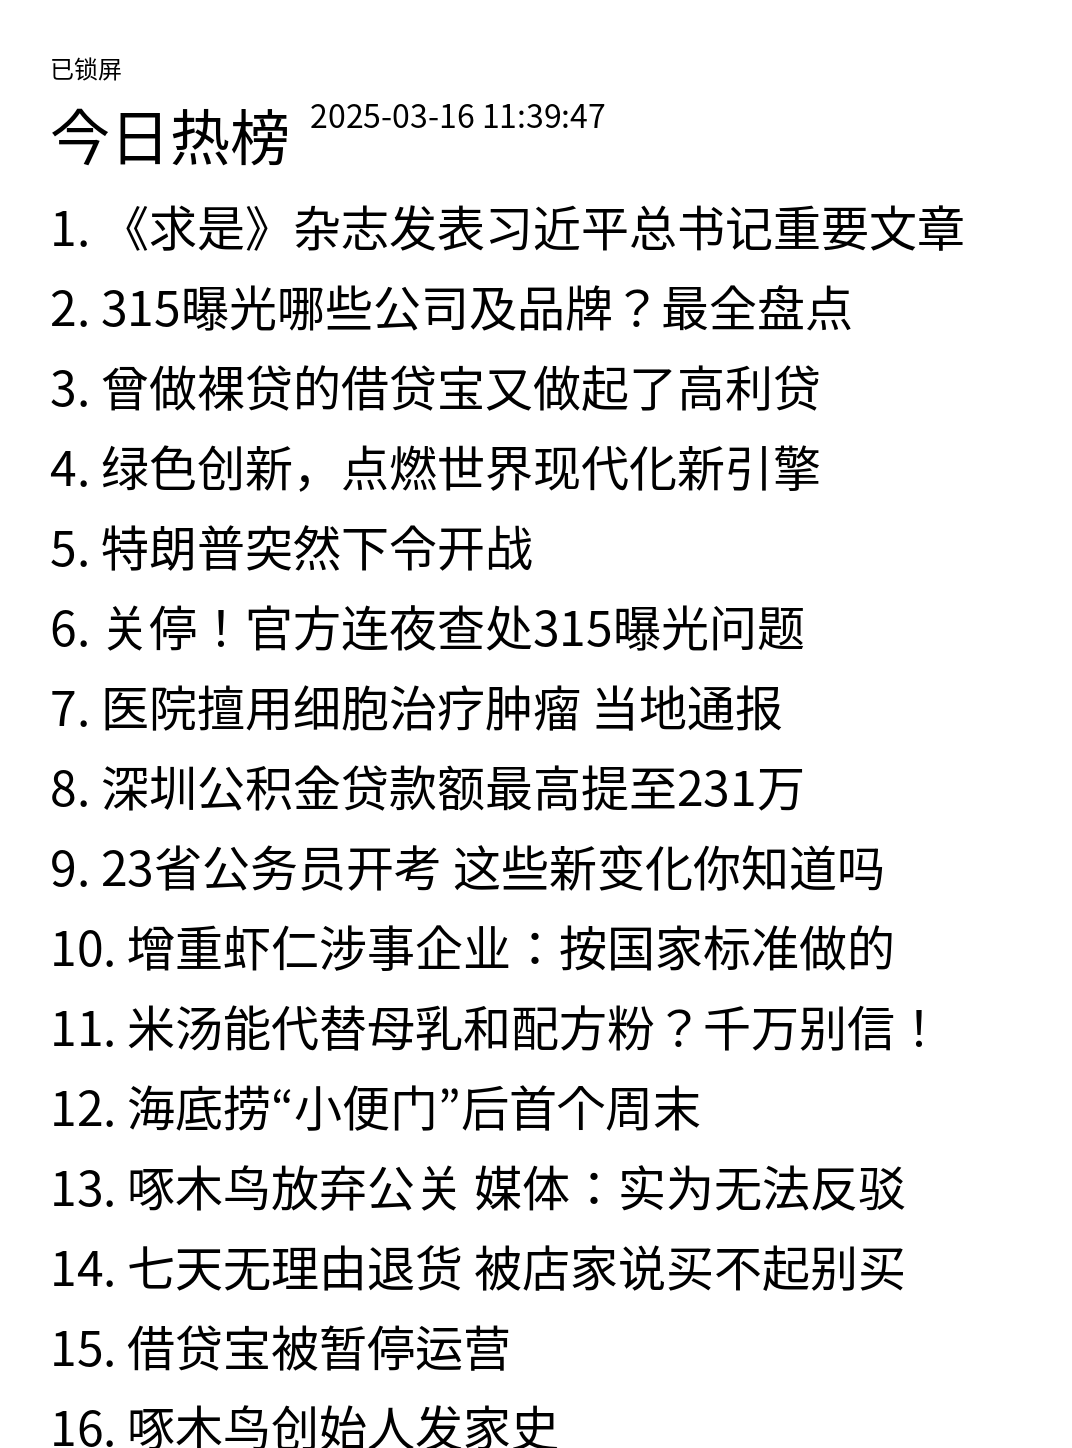 已锁屏
今日热榜 2025-03-16 11:39:47
1. 《求是》杂志发表习近平总书记重要文章
2. 315曝光哪些公司及品牌？最全盘点
3. 曾做裸贷的借贷宝又做起了高利贷
4. 绿色创新，点燃世界现代化新引擎
5. 特朗普突然下令开战
6. 关停！官方连夜查处315曝光问题
7. 医院擅用细胞治疗肿瘤 当地通报
8. 深圳公积金贷款额最高提至231万
9. 23省公务员开考 这些新变化你知道吗
10. 增重虾仁涉事企业：按国家标准做的
11. 米汤能代替母乳和配方粉？千万别信！
12. 海底捞“小便门”后首个周末
13. 啄木鸟放弃公关 媒体：实为无法反驳
14. 七天无理由退货 被店家说买不起别买
15. 借贷宝被暂停运营
16. 啄木鸟创始人发家史